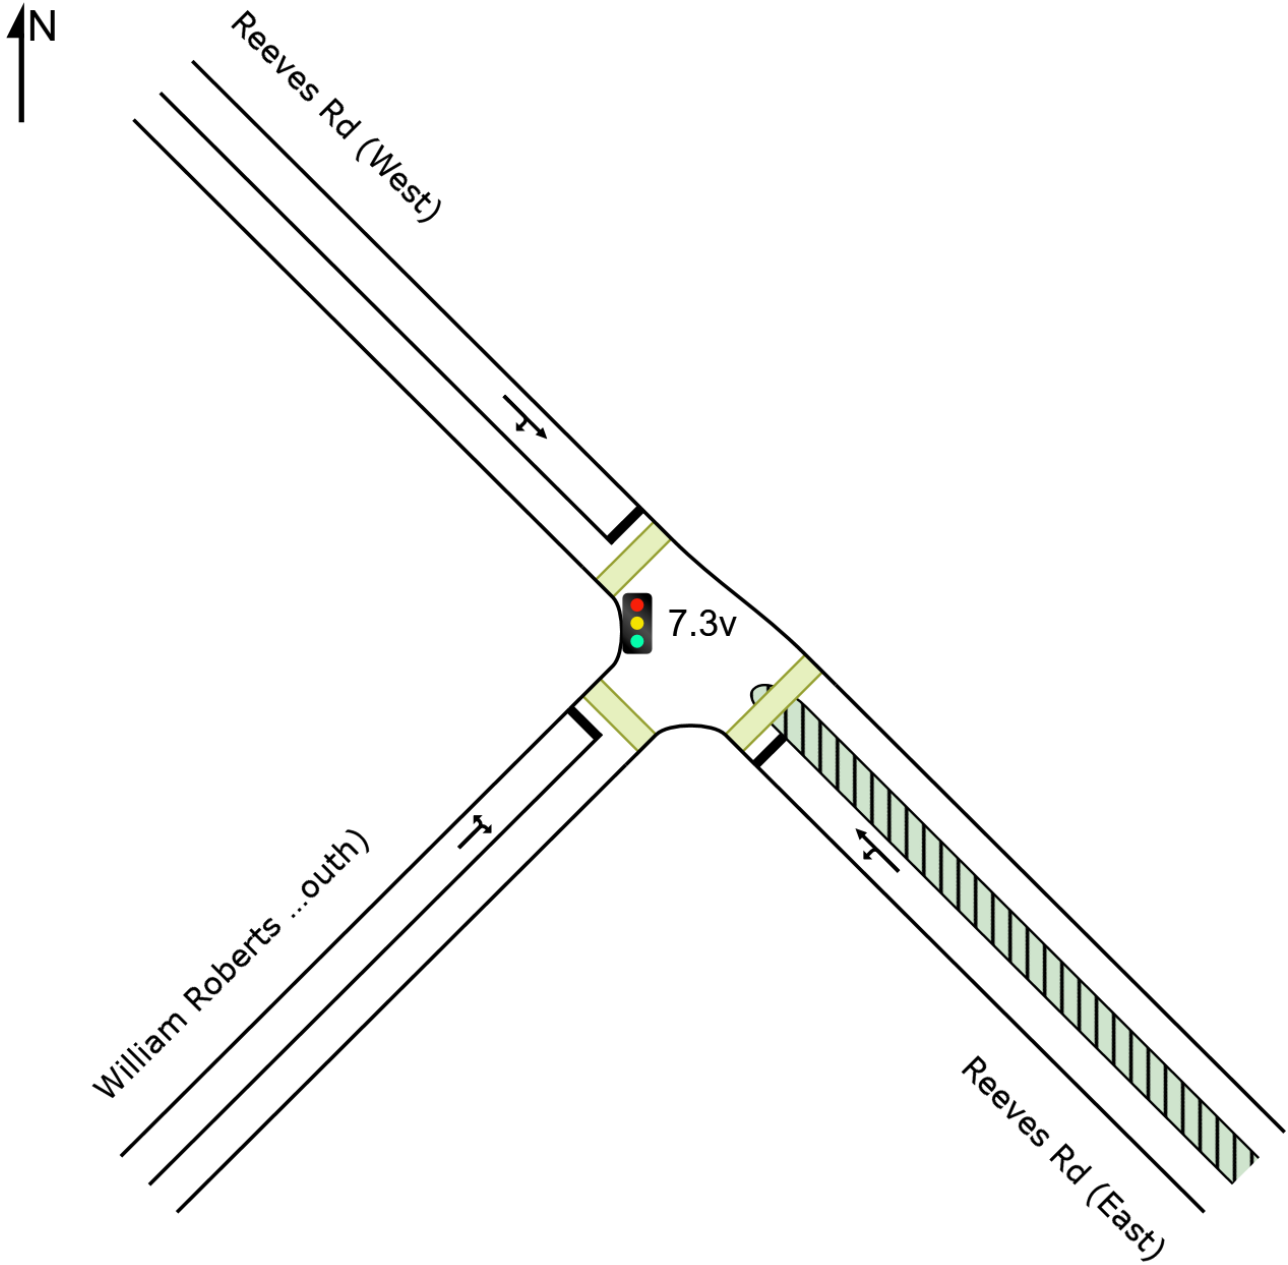 N
Reeves Rd (West)
7.3v
William Roberts ...outh)
Reeves Rd (East)